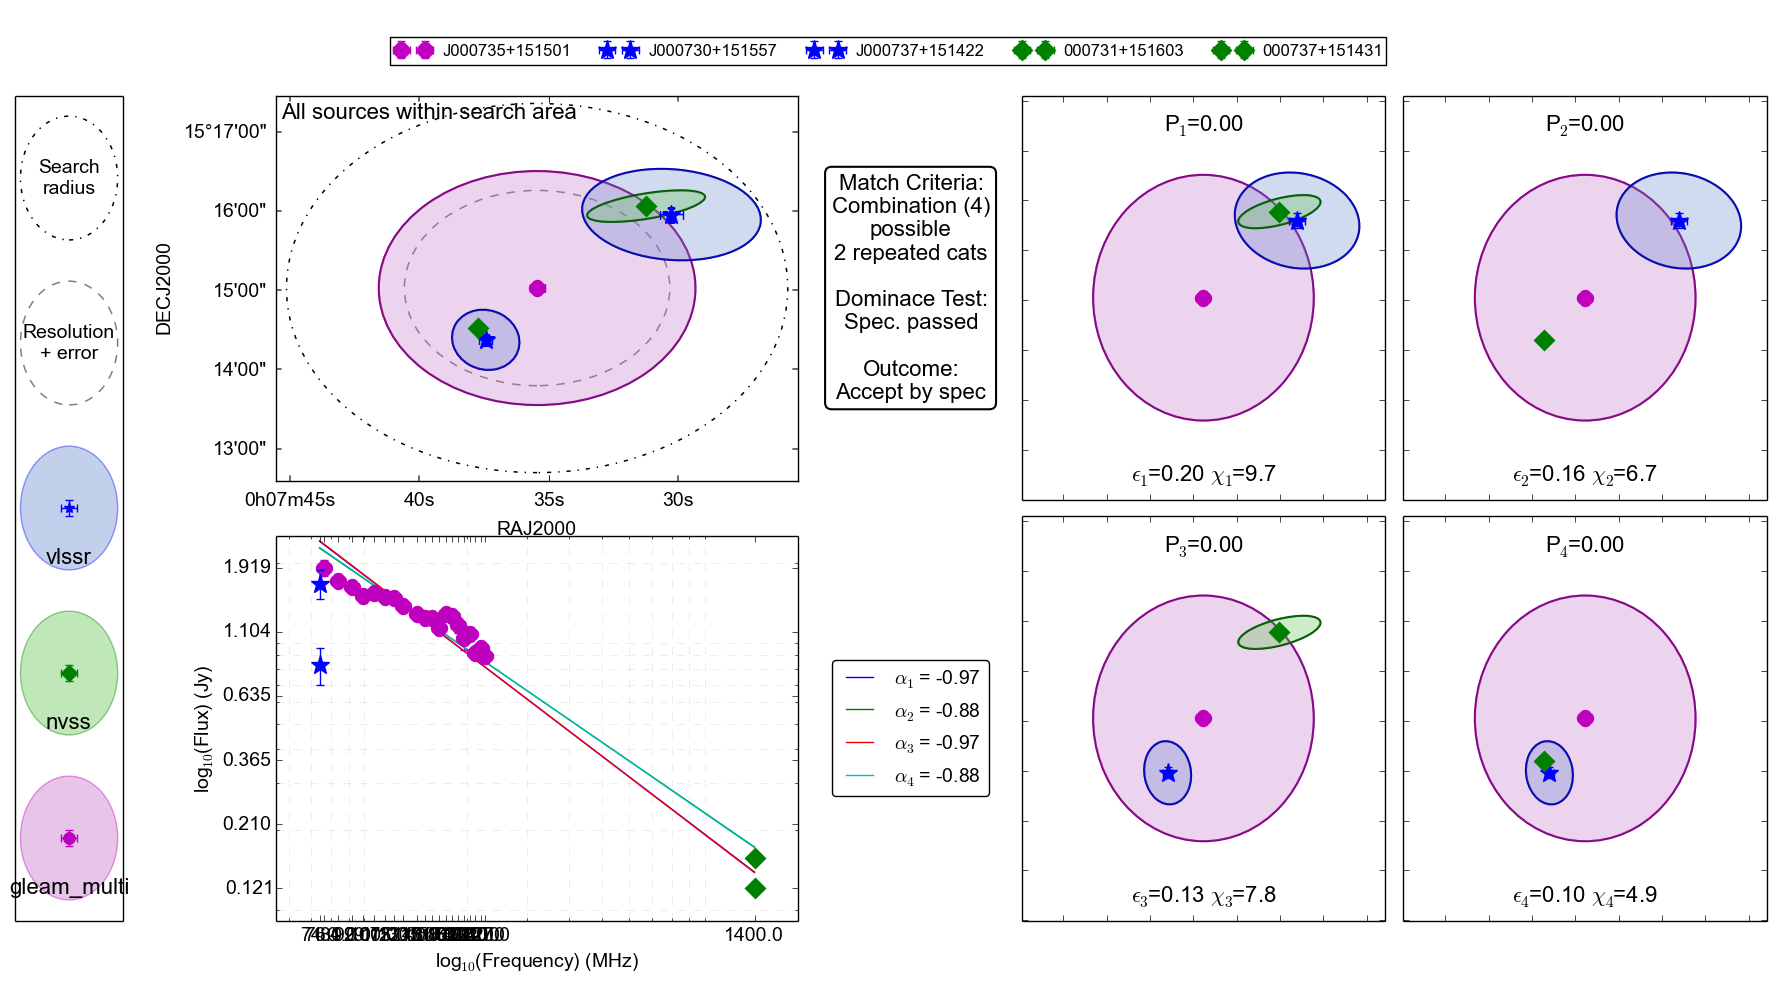 J000735+151501 J000730+151557 J000737+151422 000731+151603 000737+151431
Search
radius
Resolution
+ error
vlssr
nvss
gleam_multi
All sources within search area
DECJ2000
15°17'00"
16'00"
15'00"
14'00"
13'00"
0h07m45s 40s 35s 30s
RAJ2000
Match Criteria:
Combination (4)
possible
2 repeated cats
Dominace Test:
Spec. passed
Outcome:
Accept by spec
log₁₀(Flux) (Jy)
1.919
1.104
0.635
0.365
0.210
0.121
1400.0
log₁₀(Frequency) (MHz)
α₁ = -0.97
α₂ = -0.88
α₃ = -0.97
α₄ = -0.88
P₁=0.00
ϵ₁=0.20 χ₁=9.7
P₂=0.00
ϵ₂=0.16 χ₂=6.7
P₃=0.00
ϵ₃=0.13 χ₃=7.8
P₄=0.00
ϵ₄=0.10 χ₄=4.9